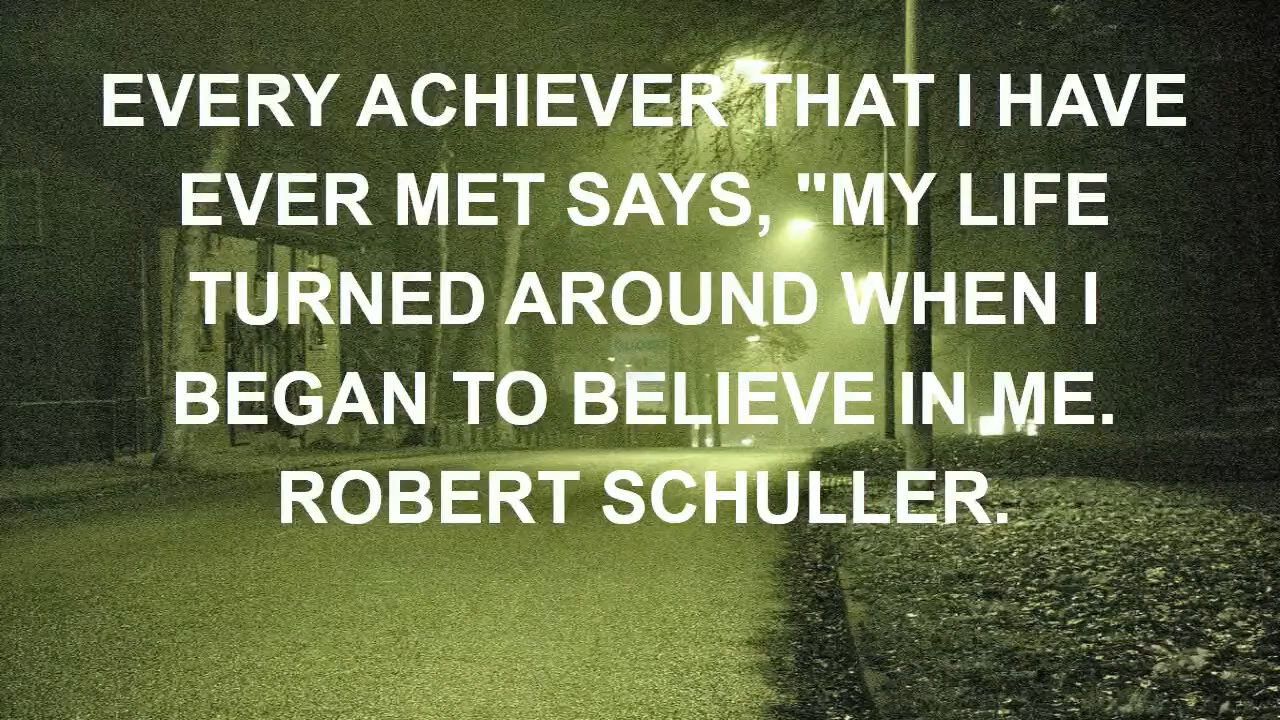 EVERY ACHIEVER THAT I HAVE
EVER MET SAYS, "MY LIFE
TURNED AROUND WHEN I
BEGAN TO BELIEVE IN ME.
ROBERT SCHULLER.